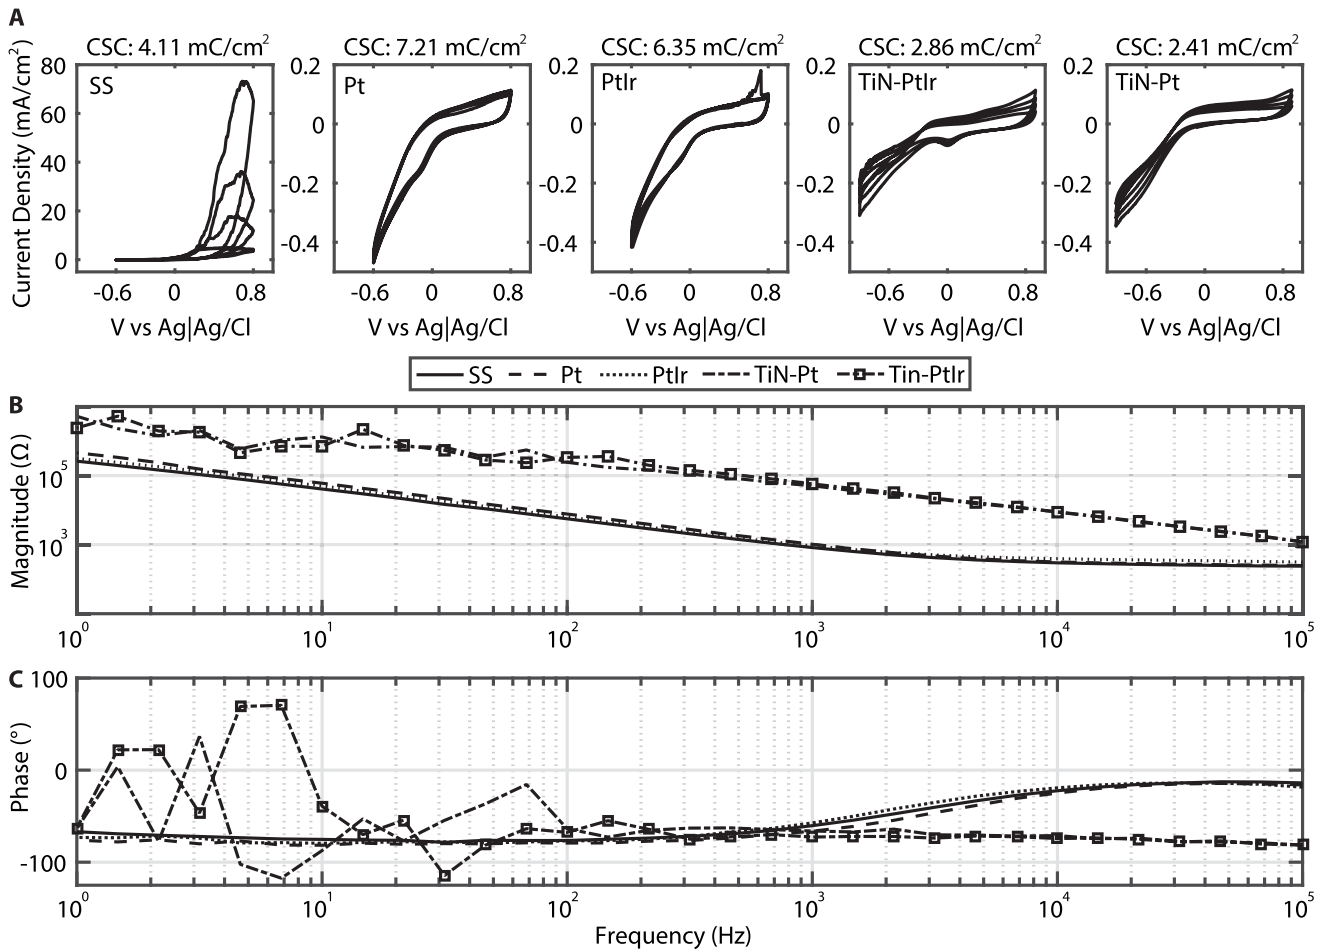 A
CSC: 4.11 mC/cm² CSC: 7.21 mC/cm² CSC: 6.35 mC/cm² CSC: 2.86 mC/cm² CSC: 2.41 mC/cm²
SS Pt PtIr TiN-PtIr TiN-Pt
Current Density (mA/cm²)
80 60 40 20 0
0.2 0 -0.2 -0.4
0.2 0 -0.2 -0.4
0.2 0 -0.2 -0.4
0.2 0 -0.2 -0.4
-0.6 0 0.8 -0.6 0 0.8 -0.6 0 0.8 -0.6 0 0.8 -0.6 0 0.8
V vs Ag|Ag/Cl V vs Ag|Ag/Cl V vs Ag|Ag/Cl V vs Ag|Ag/Cl V vs Ag|Ag/Cl
SS Pt PtIr TiN-Pt Tin-PtIr
B
Magnitude (Ω)
10⁵
10³
10⁰ 10¹ 10² 10³ 10⁴ 10⁵
C
Phase (°)
100
0
-100
10⁰ 10¹ 10² 10³ 10⁴ 10⁵
Frequency (Hz)